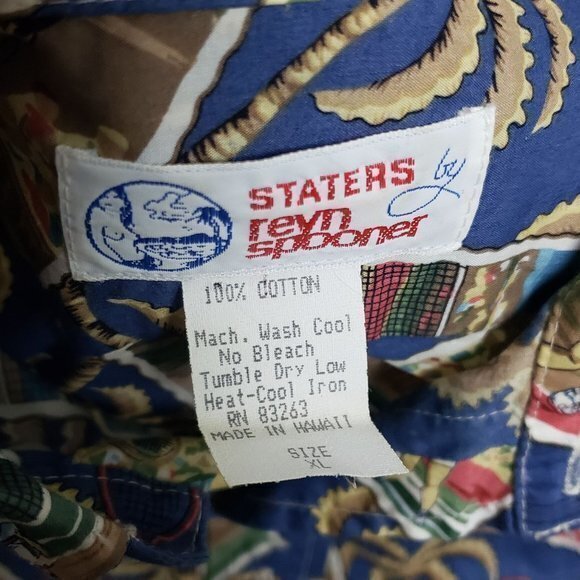 STATERS by
reyn
spooner
100% COTTON
Mach. Wash Cool
No Bleach
Tumble Dry Low
Heat-Cool Iron
RN 83263
MADE IN HAWAII
SIZE
XL